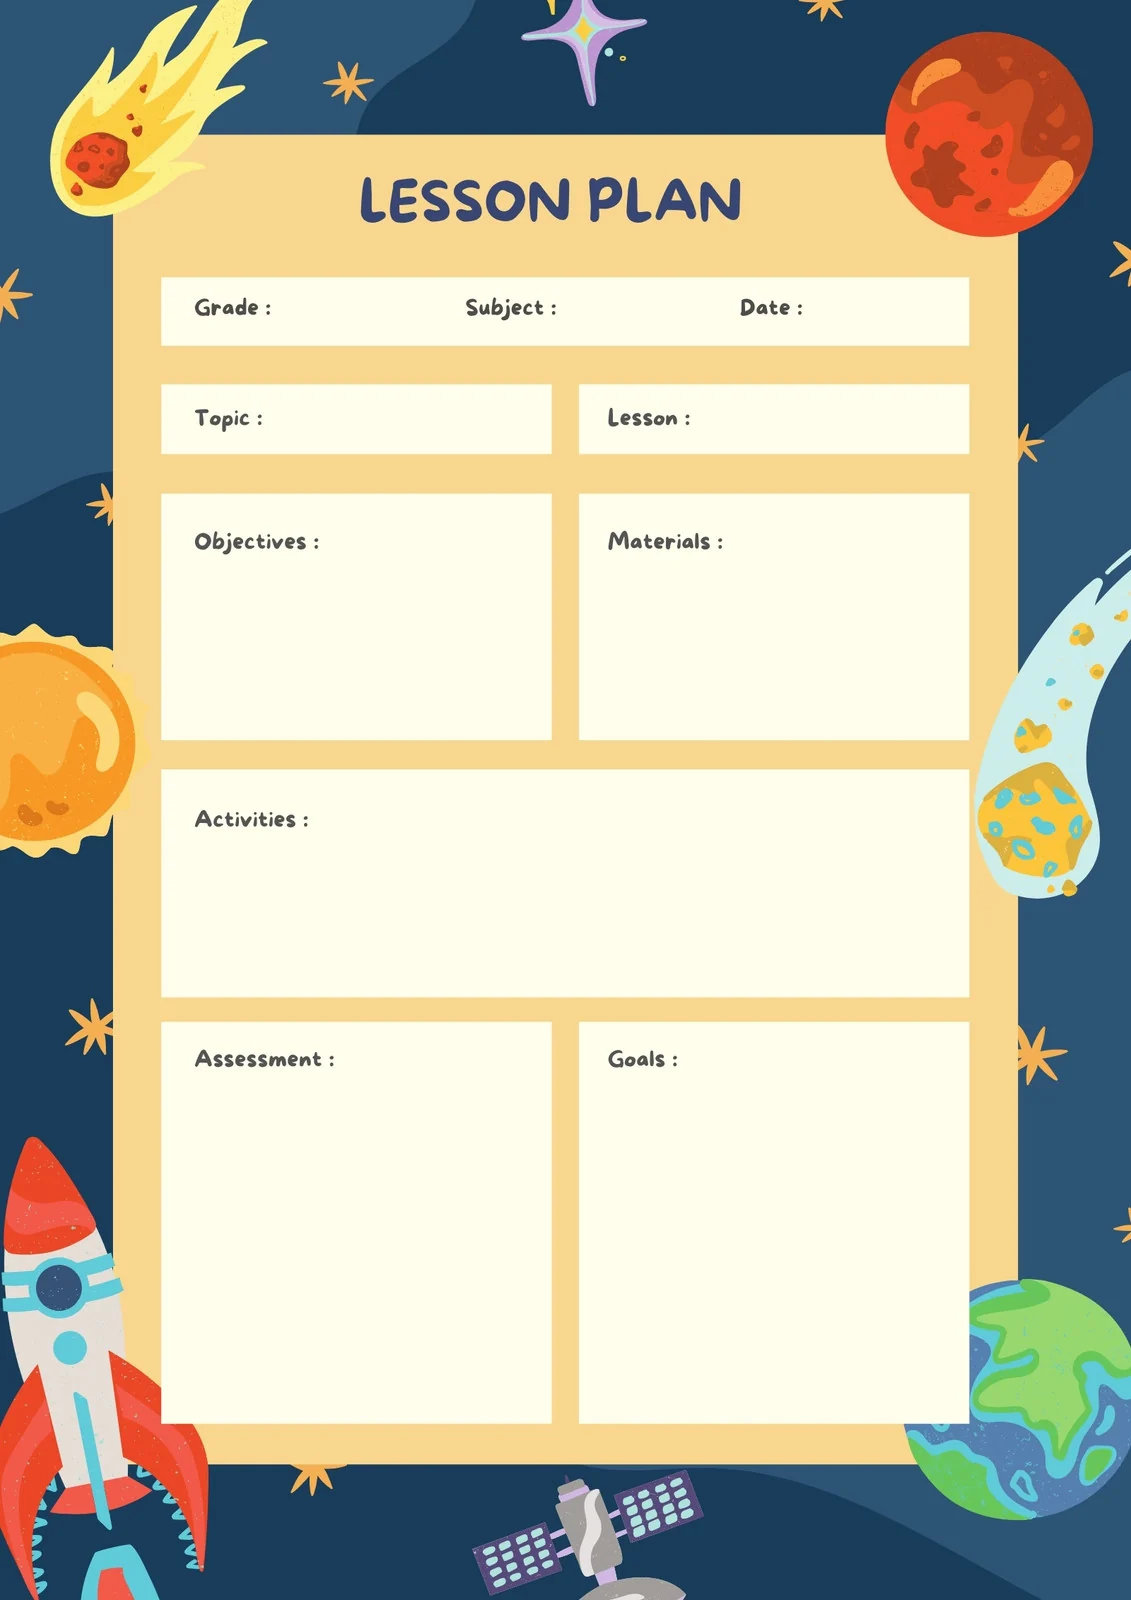 LESSON PLAN
Grade : Subject : Date :
Topic : Lesson :
Objectives : Materials :
Activities :
Assessment : Goals :